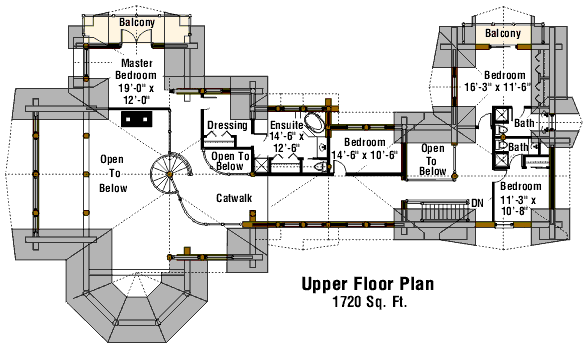 Balcony
Master
Bedroom
19'-0" x
12'-0"
Dressing
Ensuite
14'-6" x
12'-6"
Open To
Below
Open
To
Below
Catwalk
Bedroom
14'-6" x 10'-6"
Open
To
Below
Balcony
Bedroom
16'-3" x 11'-6"
Bath
Bath
Bedroom
11'-3" x
10'-8"
DN
Upper Floor Plan
1720 Sq. Ft.